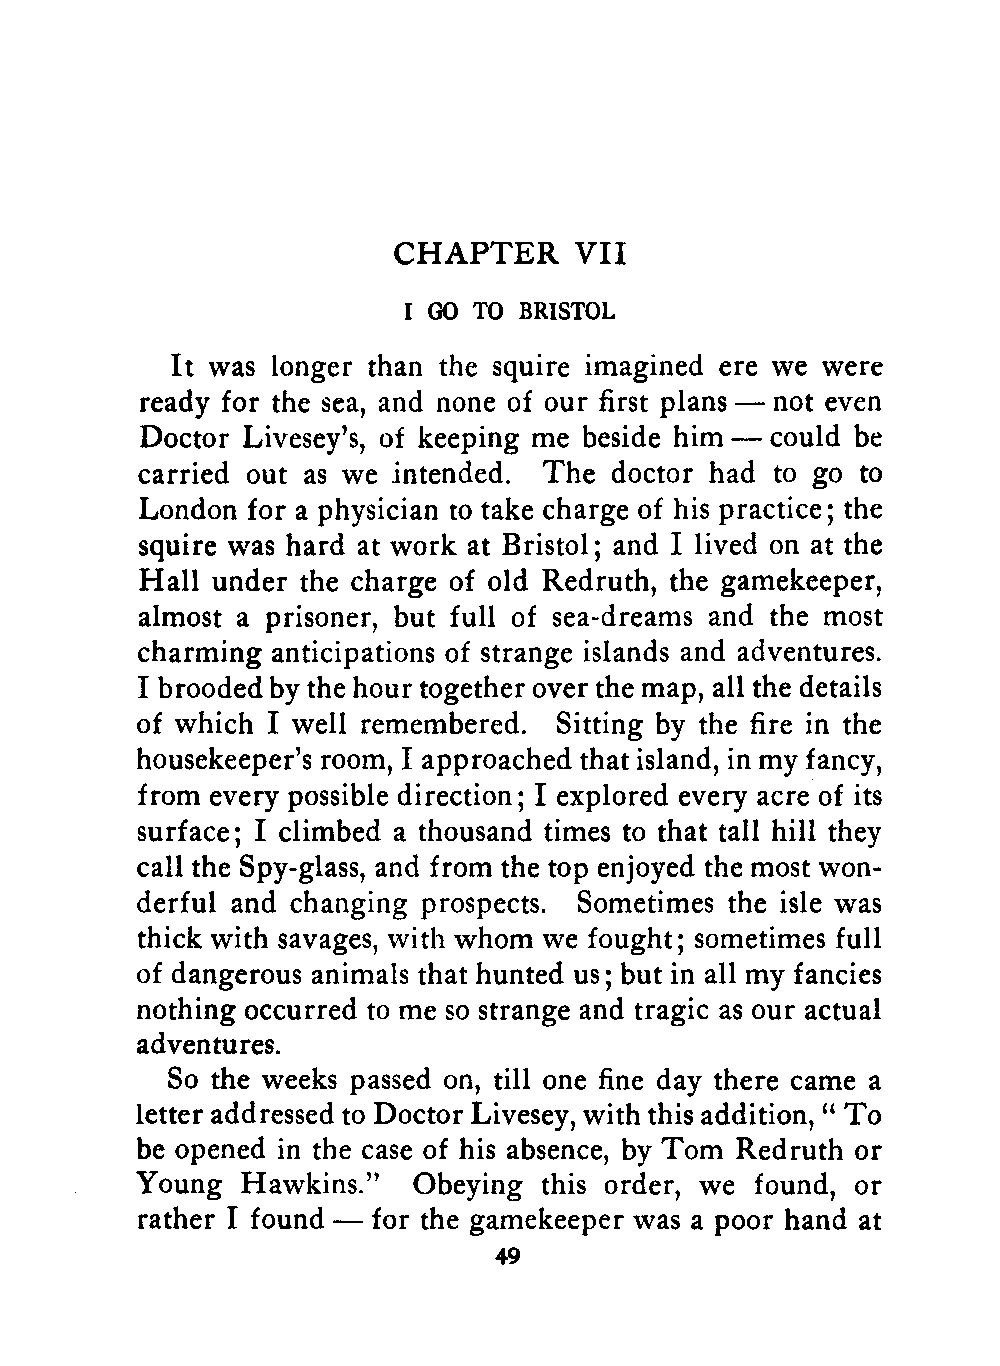 CHAPTER VII
I GO TO BRISTOL
It was longer than the squire imagined ere we were
ready for the sea, and none of our first plans — not even
Doctor Livesey's, of keeping me beside him — could be
carried out as we intended. The doctor had to go to
London for a physician to take charge of his practice; the
squire was hard at work at Bristol; and I lived on at the
Hall under the charge of old Redruth, the gamekeeper,
almost a prisoner, but full of sea-dreams and the most
charming anticipations of strange islands and adventures.
I brooded by the hour together over the map, all the details
of which I well remembered. Sitting by the fire in the
housekeeper's room, I approached that island, in my fancy,
from every possible direction; I explored every acre of its
surface; I climbed a thousand times to that tall hill they
call the Spy-glass, and from the top enjoyed the most won-
derful and changing prospects. Sometimes the isle was
thick with savages, with whom we fought; sometimes full
of dangerous animals that hunted us; but in all my fancies
nothing occurred to me so strange and tragic as our actual
adventures.
So the weeks passed on, till one fine day there came a
letter addressed to Doctor Livesey, with this addition, “ To
be opened in the case of his absence, by Tom Redruth or
Young Hawkins.” Obeying this order, we found, or
rather I found — for the gamekeeper was a poor hand at
49